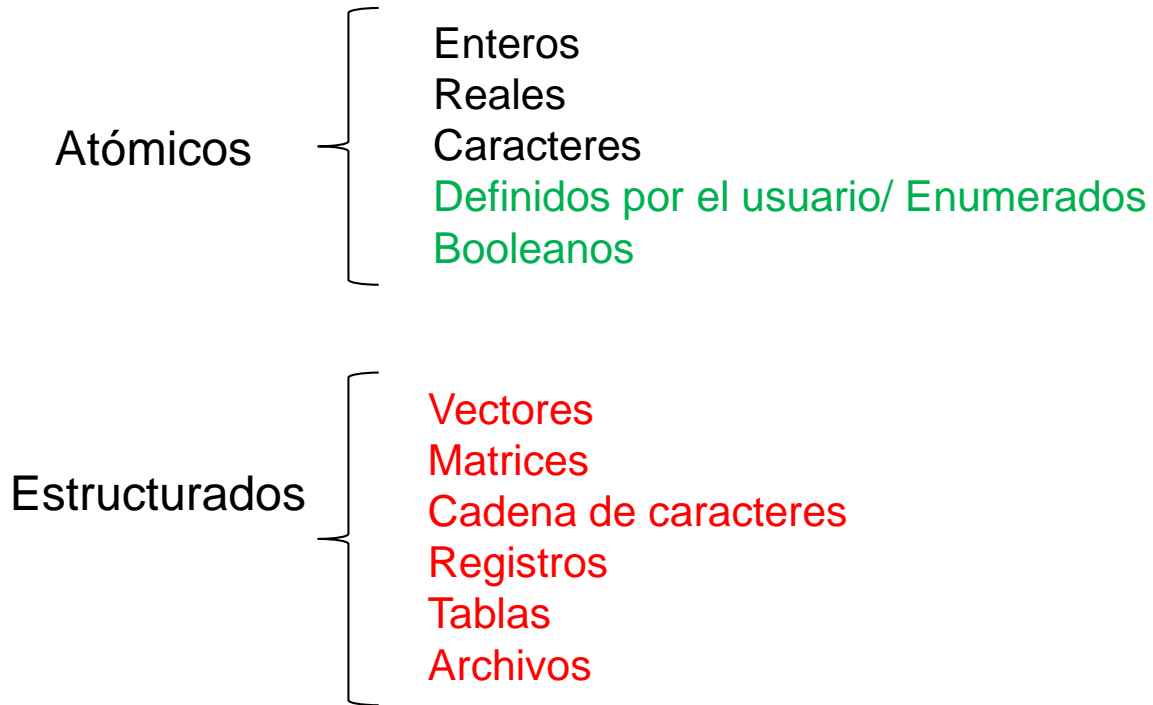 Atómicos
Enteros
Reales
Caracteres
Definidos por el usuario/ Enumerados
Booleanos
Estructurados
Vectores
Matrices
Cadena de caracteres
Registros
Tablas
Archivos